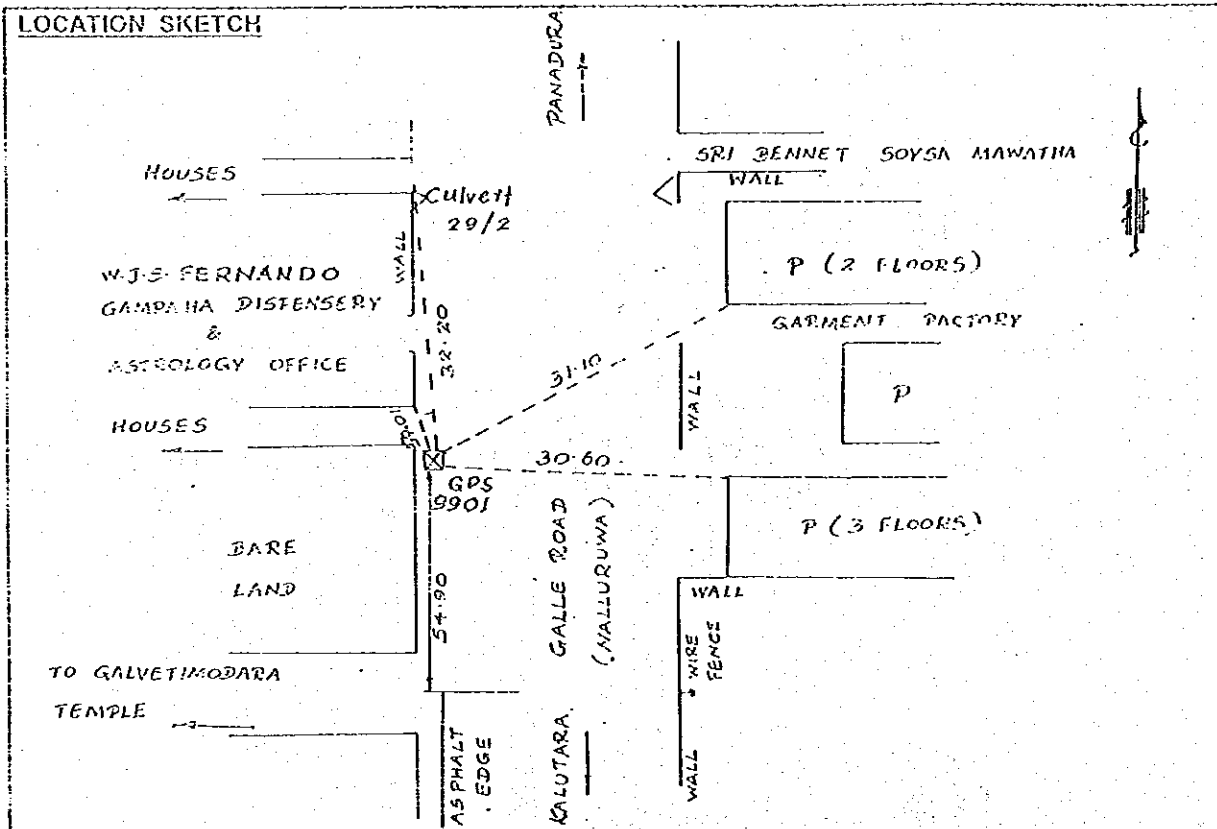 LOCATION SKETCH
PANADURA
HOUSES
Culvert
29/2
SRI BENNET SOYSA MAWATHA
WALL
WALL
W.J.S. FERNANDO
GAMPAHA DISTENSERY
&
ASTROLOGY OFFICE
P (2 FLOORS)
GARMENT FACTORY
32.20
31.10
WALL
P
HOUSES
30.60
GPS
9901
P (3 FLOORS)
BARE
LAND
54.90
GALLE ROAD
(NALLURUWA)
WALL
WIRE
FENCE
TO GALVETIMODARA
TEMPLE
ASPHALT
EDGE
KALUTARA
WALL